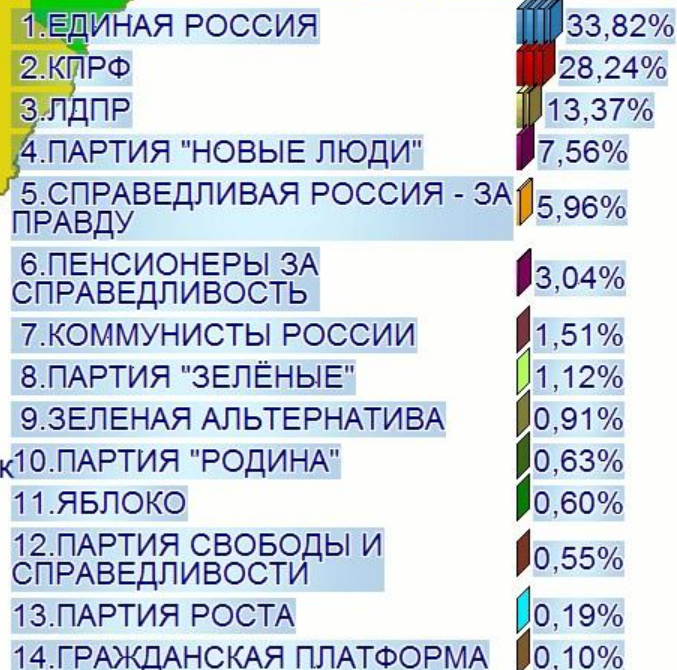 1.ЕДИНАЯ РОССИЯ 33,82%
2.КПРФ 28,24%
3.ЛДПР 13,37%
4.ПАРТИЯ "НОВЫЕ ЛЮДИ" 7,56%
5.СПРАВЕДЛИВАЯ РОССИЯ - ЗА
ПРАВДУ 5,96%
6.ПЕНСИОНЕРЫ ЗА
СПРАВЕДЛИВОСТЬ 3,04%
7.КОММУНИСТЫ РОССИИ 1,51%
8.ПАРТИЯ "ЗЕЛЁНЫЕ" 1,12%
9.ЗЕЛЕНАЯ АЛЬТЕРНАТИВА 0,91%
к
10.ПАРТИЯ "РОДИНА" 0,63%
11.ЯБЛОКО 0,60%
12.ПАРТИЯ СВОБОДЫ И
СПРАВЕДЛИВОСТИ 0,55%
13.ПАРТИЯ РОСТА 0,19%
14.ГРАЖДАНСКАЯ ПЛАТФОРМА 0,10%